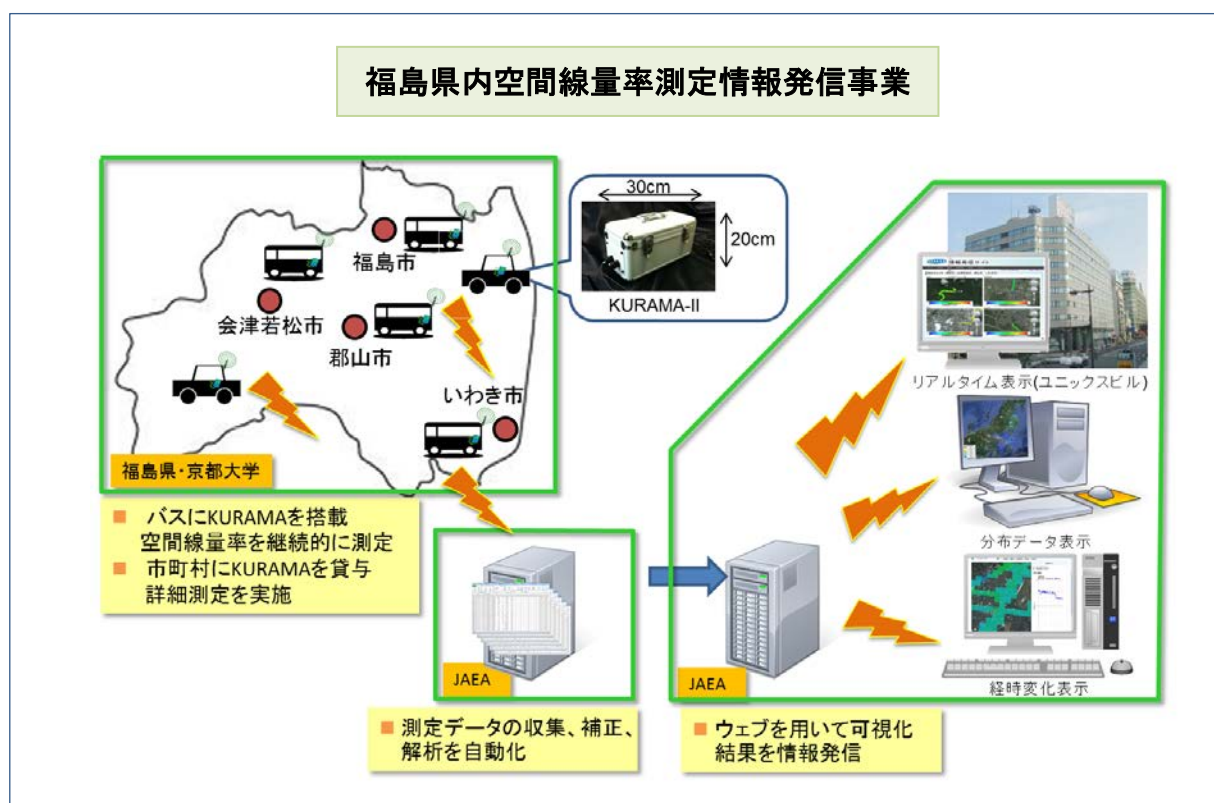 福島県内空間線量率測定情報発信事業
30cm
20cm
KURAMA-II
福島市
会津若松市
郡山市
いわき市
福島県・京都大学
■ バスにKURAMAを搭載
空間線量率を継続的に測定
■ 市町村にKURAMAを貸与
詳細測定を実施
JAEA
■ 測定データの収集、補正、
解析を自動化
リアルタイム表示(ユニックスビル)
分布データ表示
経時変化表示
JAEA
■ ウェブを用いて可視化
結果を情報発信